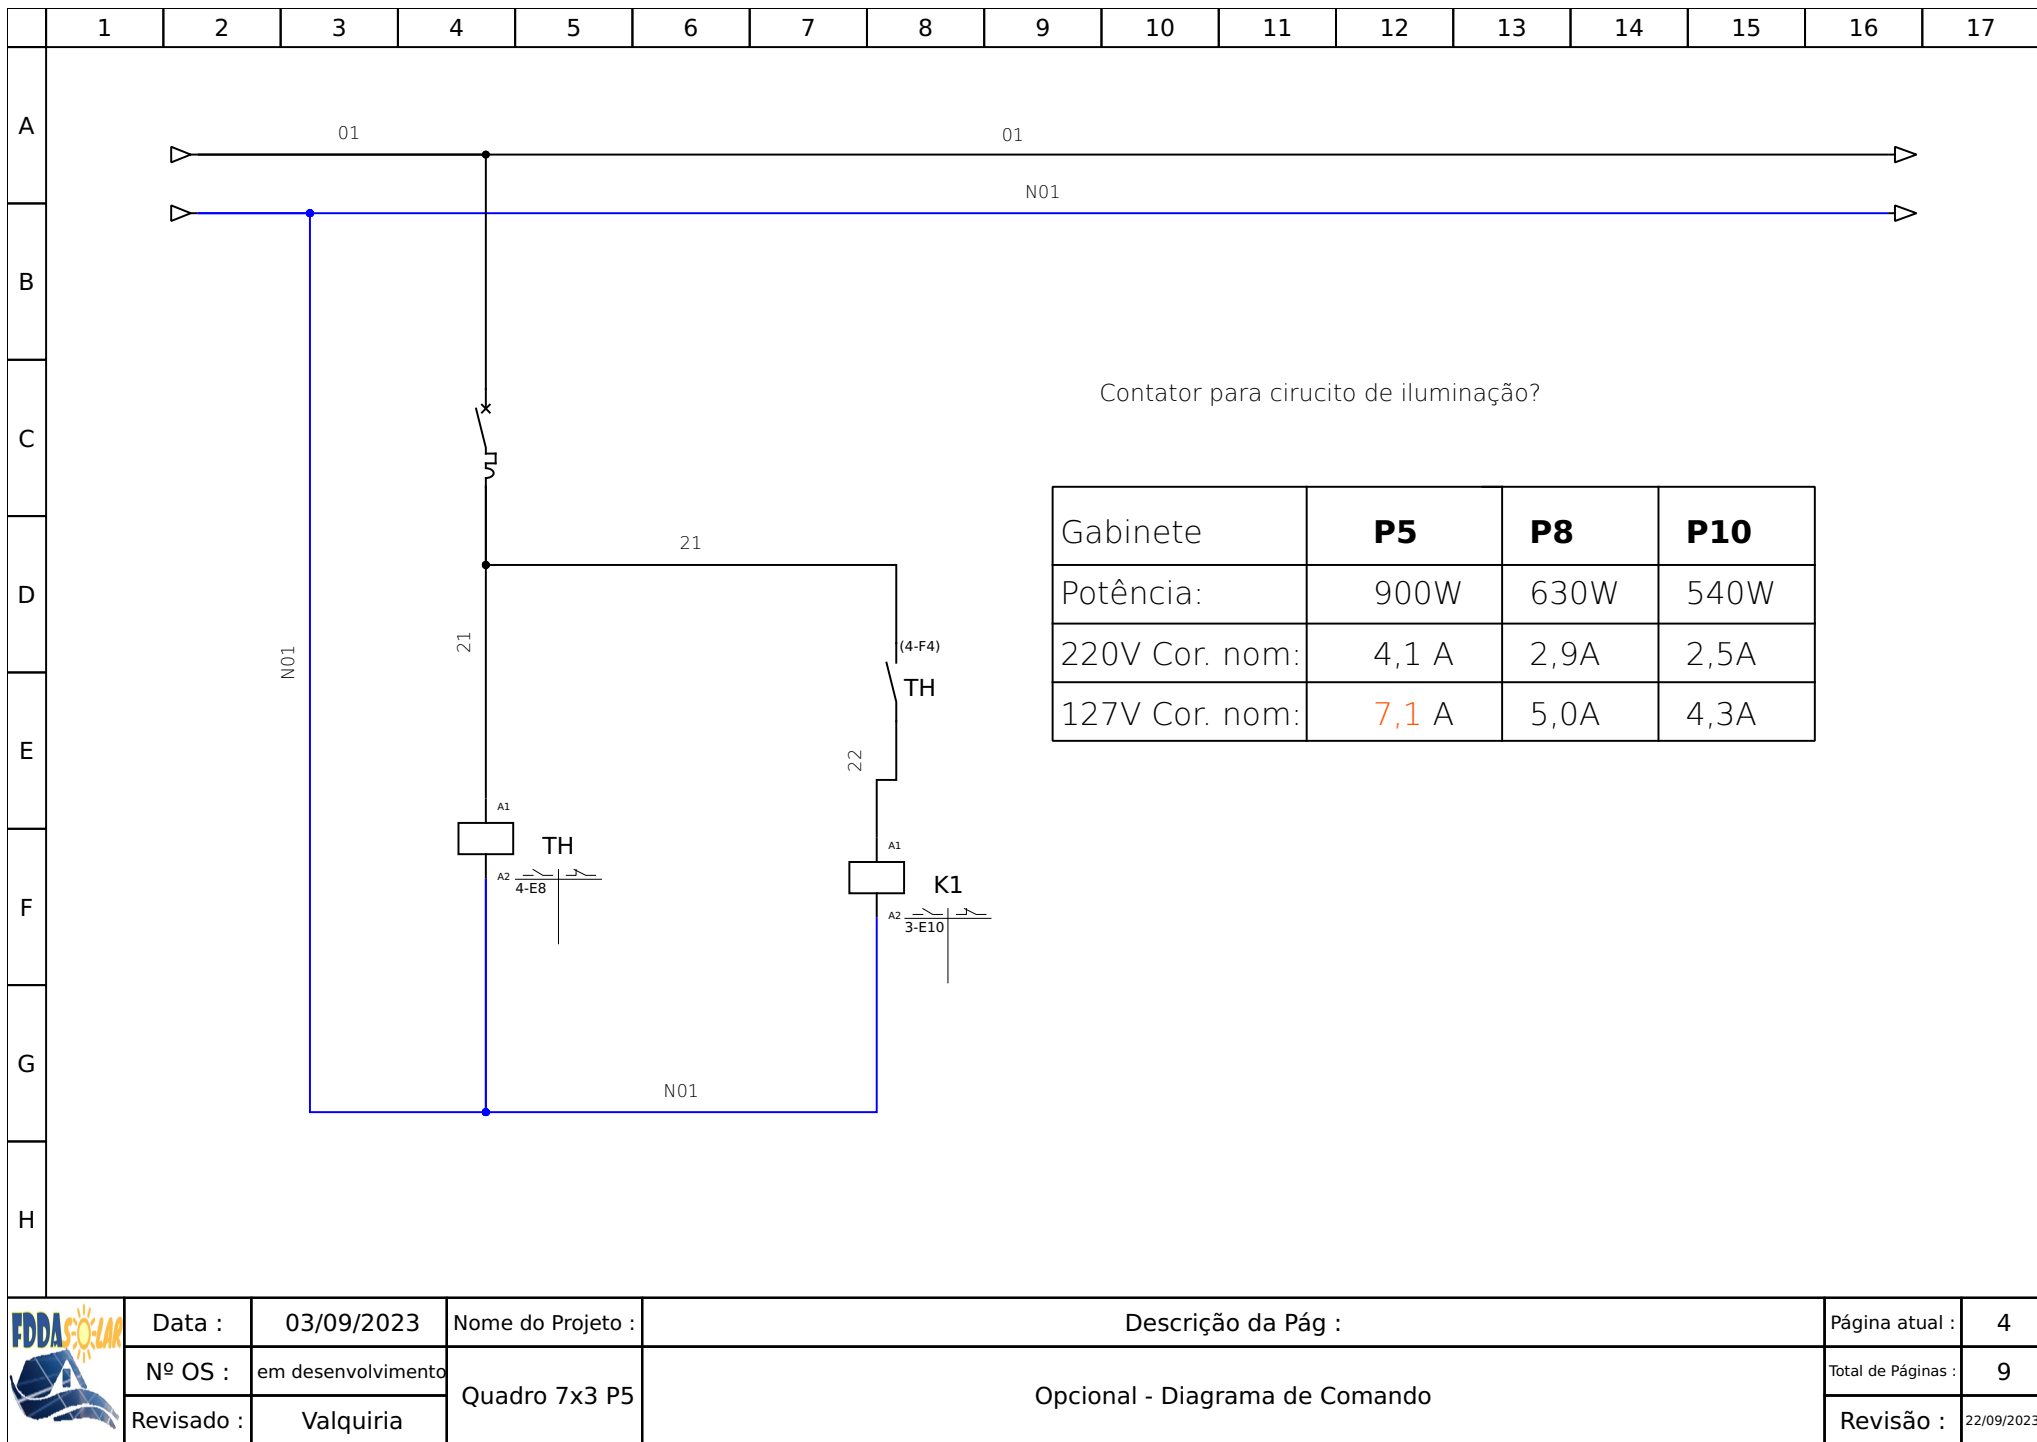 1 2 3 4 5 6 7 8 9 10 11 12 13 14 15 16 17
A
01
01
N01
B
Contator para cirucito de iluminação?
C
21
Gabinete P5 P8 P10
D
Potência: 900W 630W 540W
21
N01
(4-F4)
TH
220V Cor. nom: 4,1 A 2,9A 2,5A
127V Cor. nom: 7,1 A 5,0A 4,3A
E
22
A1
TH
A2
4-E8
A1
K1
A2
3-E10
F
G
N01
H
FDDA SOLAR
Data : 03/09/2023 Nome do Projeto : Descrição da Pág : Página atual : 4
Nº OS : em desenvolvimento Quadro 7x3 P5 Opcional - Diagrama de Comando Total de Páginas : 9
Revisado : Valquiria Revisão : 22/09/2023